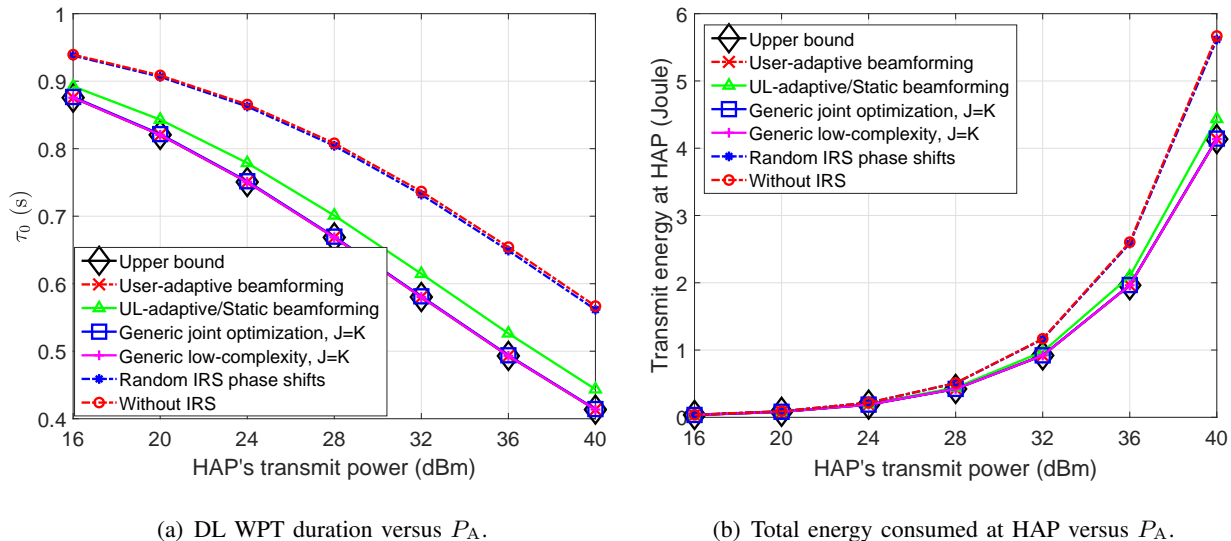 1
0.9
0.8
0.7
0.6
0.5
0.4
τ0 (s)
Upper bound
User-adaptive beamforming
UL-adaptive/Static beamforming
Generic joint optimization, J=K
Generic low-complexity, J=K
Random IRS phase shifts
Without IRS
16 20 24 28 32 36 40
HAP's transmit power (dBm)
(a) DL WPT duration versus PA.
6
5
4
3
2
1
0
Transmit energy at HAP (Joule)
Upper bound
User-adaptive beamforming
UL-adaptive/Static beamforming
Generic joint optimization, J=K
Generic low-complexity, J=K
Random IRS phase shifts
Without IRS
16 20 24 28 32 36 40
HAP's transmit power (dBm)
(b) Total energy consumed at HAP versus PA.